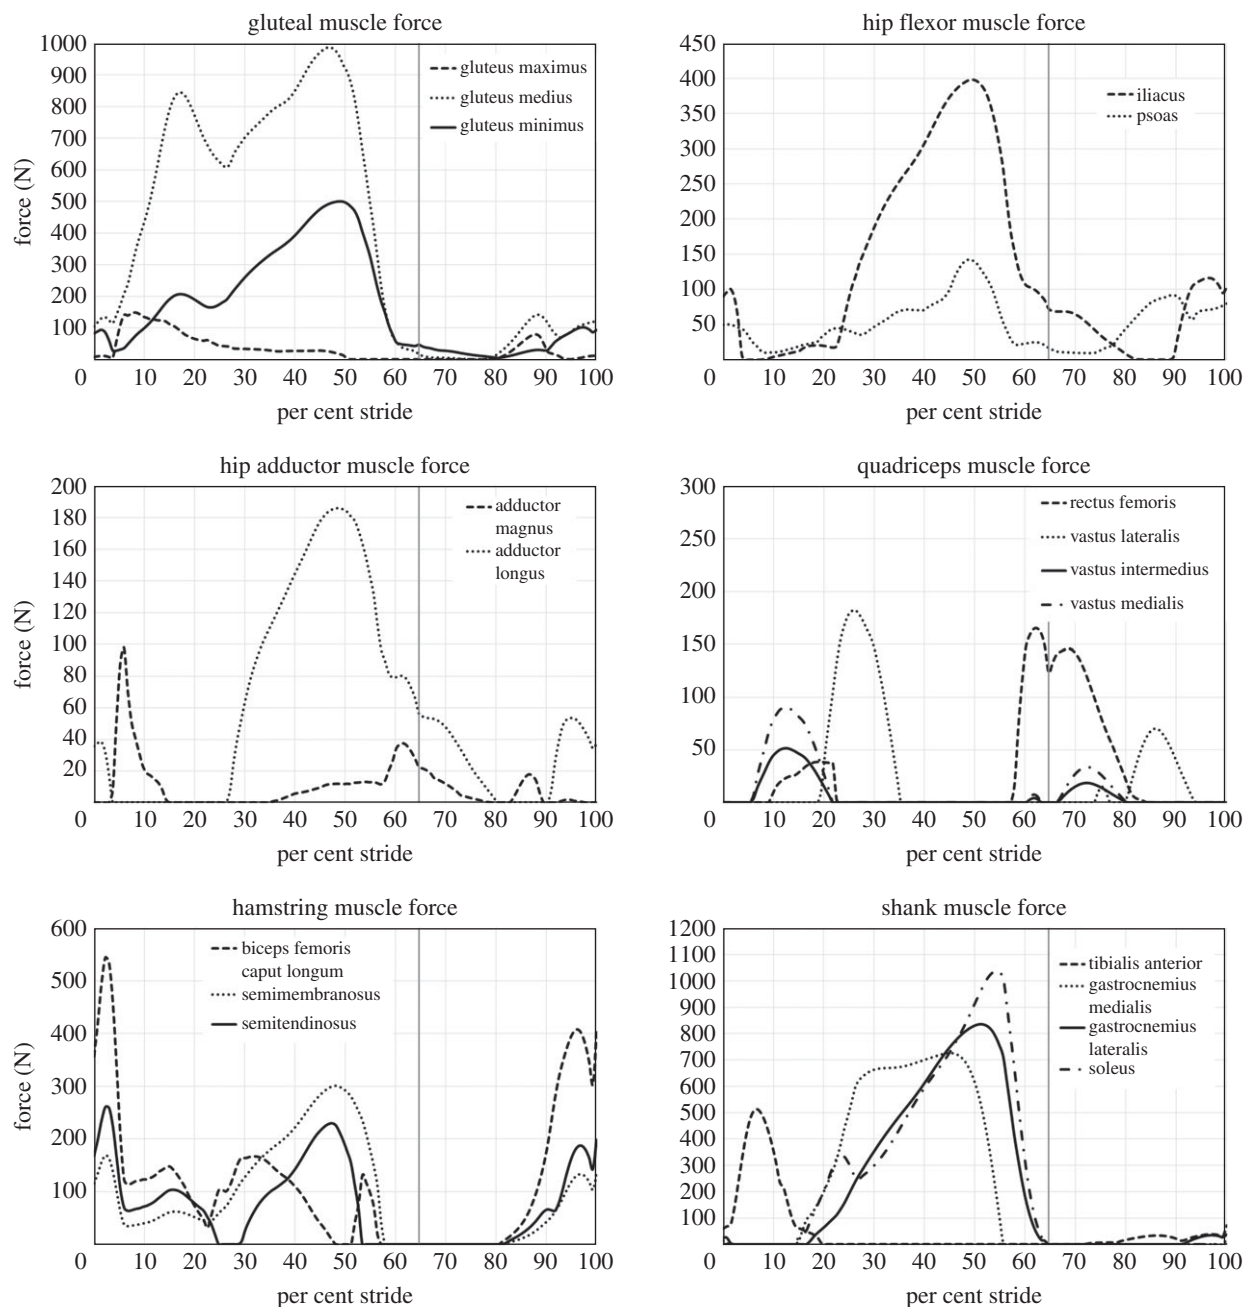 gluteal muscle force
1000
900
800
700
600
500
400
300
200
100
force (N)
gluteus maximus
gluteus medius
gluteus minimus
0 10 20 30 40 50 60 70 80 90 100
per cent stride
hip flexor muscle force
450
400
350
300
250
200
150
100
50
iliacus
psoas
0 10 20 30 40 50 60 70 80 90 100
per cent stride
hip adductor muscle force
200
180
160
140
120
100
80
60
40
20
force (N)
adductor
magnus
adductor
longus
0 10 20 30 40 50 60 70 80 90 100
per cent stride
quadriceps muscle force
300
250
200
150
100
50
rectus femoris
vastus lateralis
vastus intermedius
vastus medialis
0 10 20 30 40 50 60 70 80 90 100
per cent stride
hamstring muscle force
600
500
400
300
200
100
force (N)
biceps femoris
caput longum
semimembranosus
semitendinosus
0 10 20 30 40 50 60 70 80 90 100
per cent stride
shank muscle force
1200
1100
1000
900
800
700
600
500
400
300
200
100
tibialis anterior
gastrocnemius
medialis
gastrocnemius
lateralis
soleus
0 10 20 30 40 50 60 70 80 90 100
per cent stride